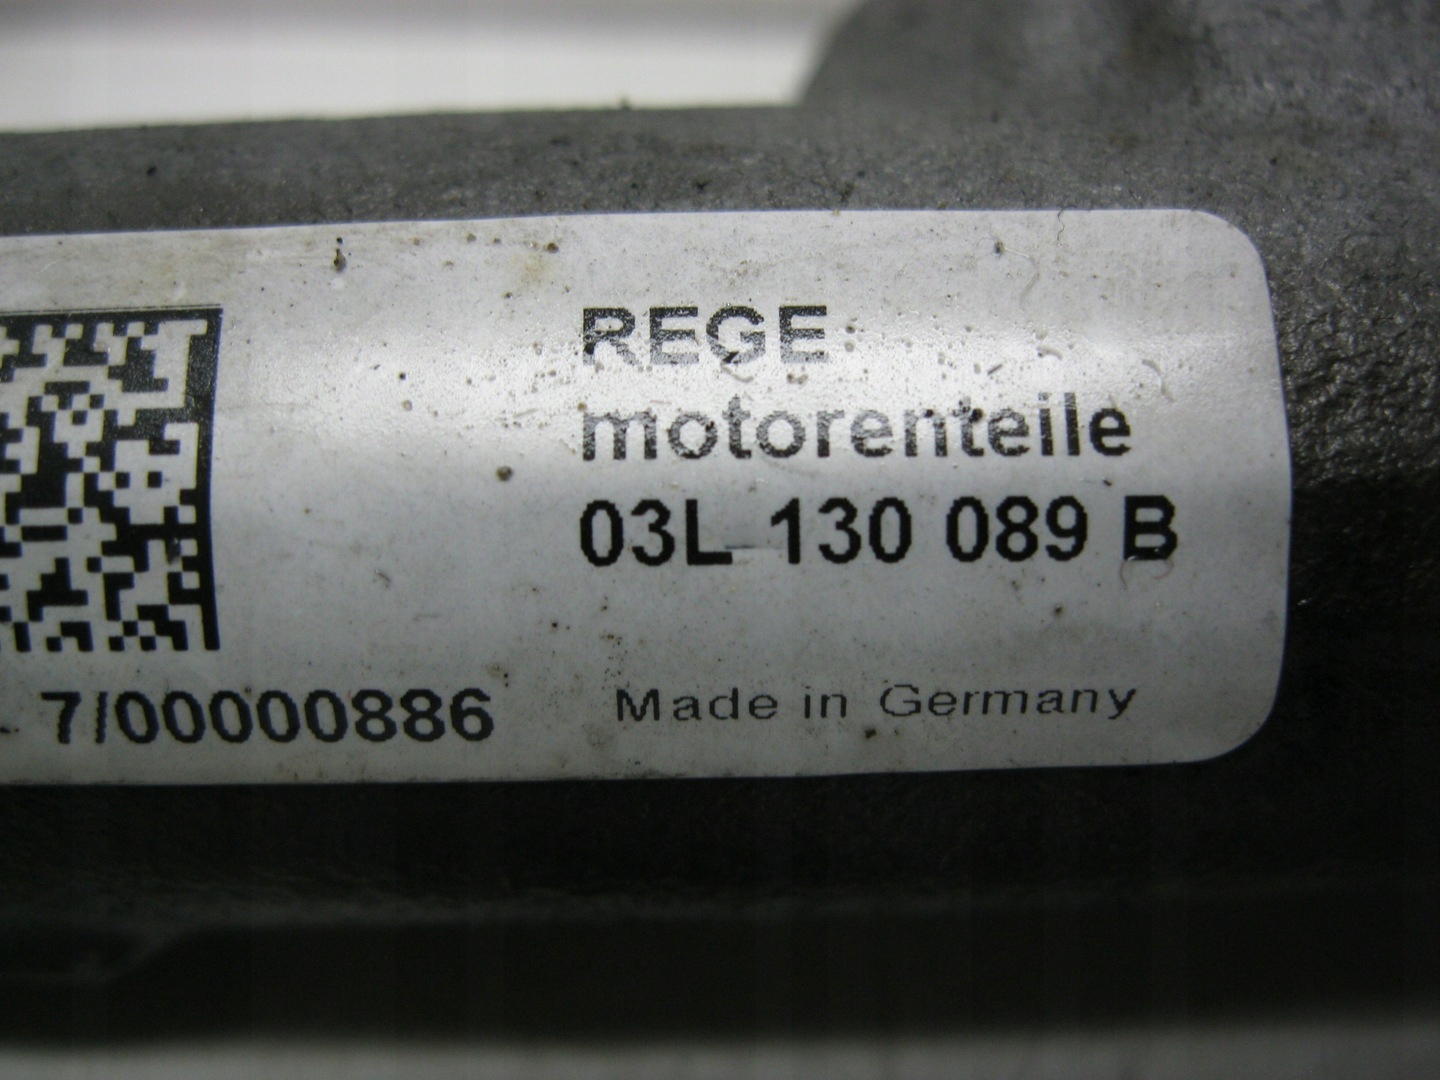 REGE
motorenteile
03L 130 089 B
7/00000886
Made in Germany